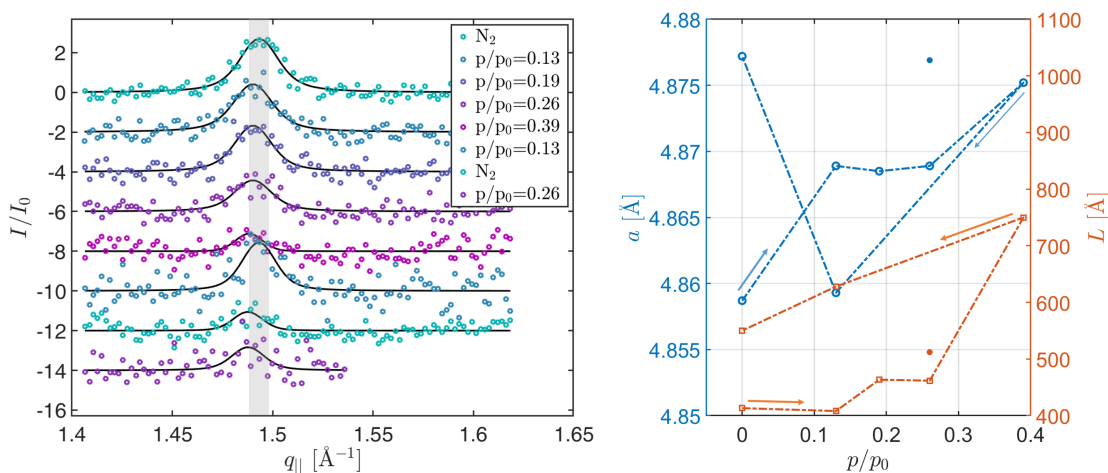 2
0
-2
-4
-6
-8
-10
-12
-14
-16
I/I₀
1.4
1.45
1.5
1.55
1.6
1.65
q|| [Å⁻¹]
N₂
p/p₀=0.13
p/p₀=0.19
p/p₀=0.26
p/p₀=0.39
p/p₀=0.13
N₂
p/p₀=0.26
4.88
4.875
4.87
4.865
4.86
4.855
4.85
a [Å]
0
0.1
0.2
0.3
0.4
p/p₀
1100
1000
900
800
700
600
500
400
L [Å]